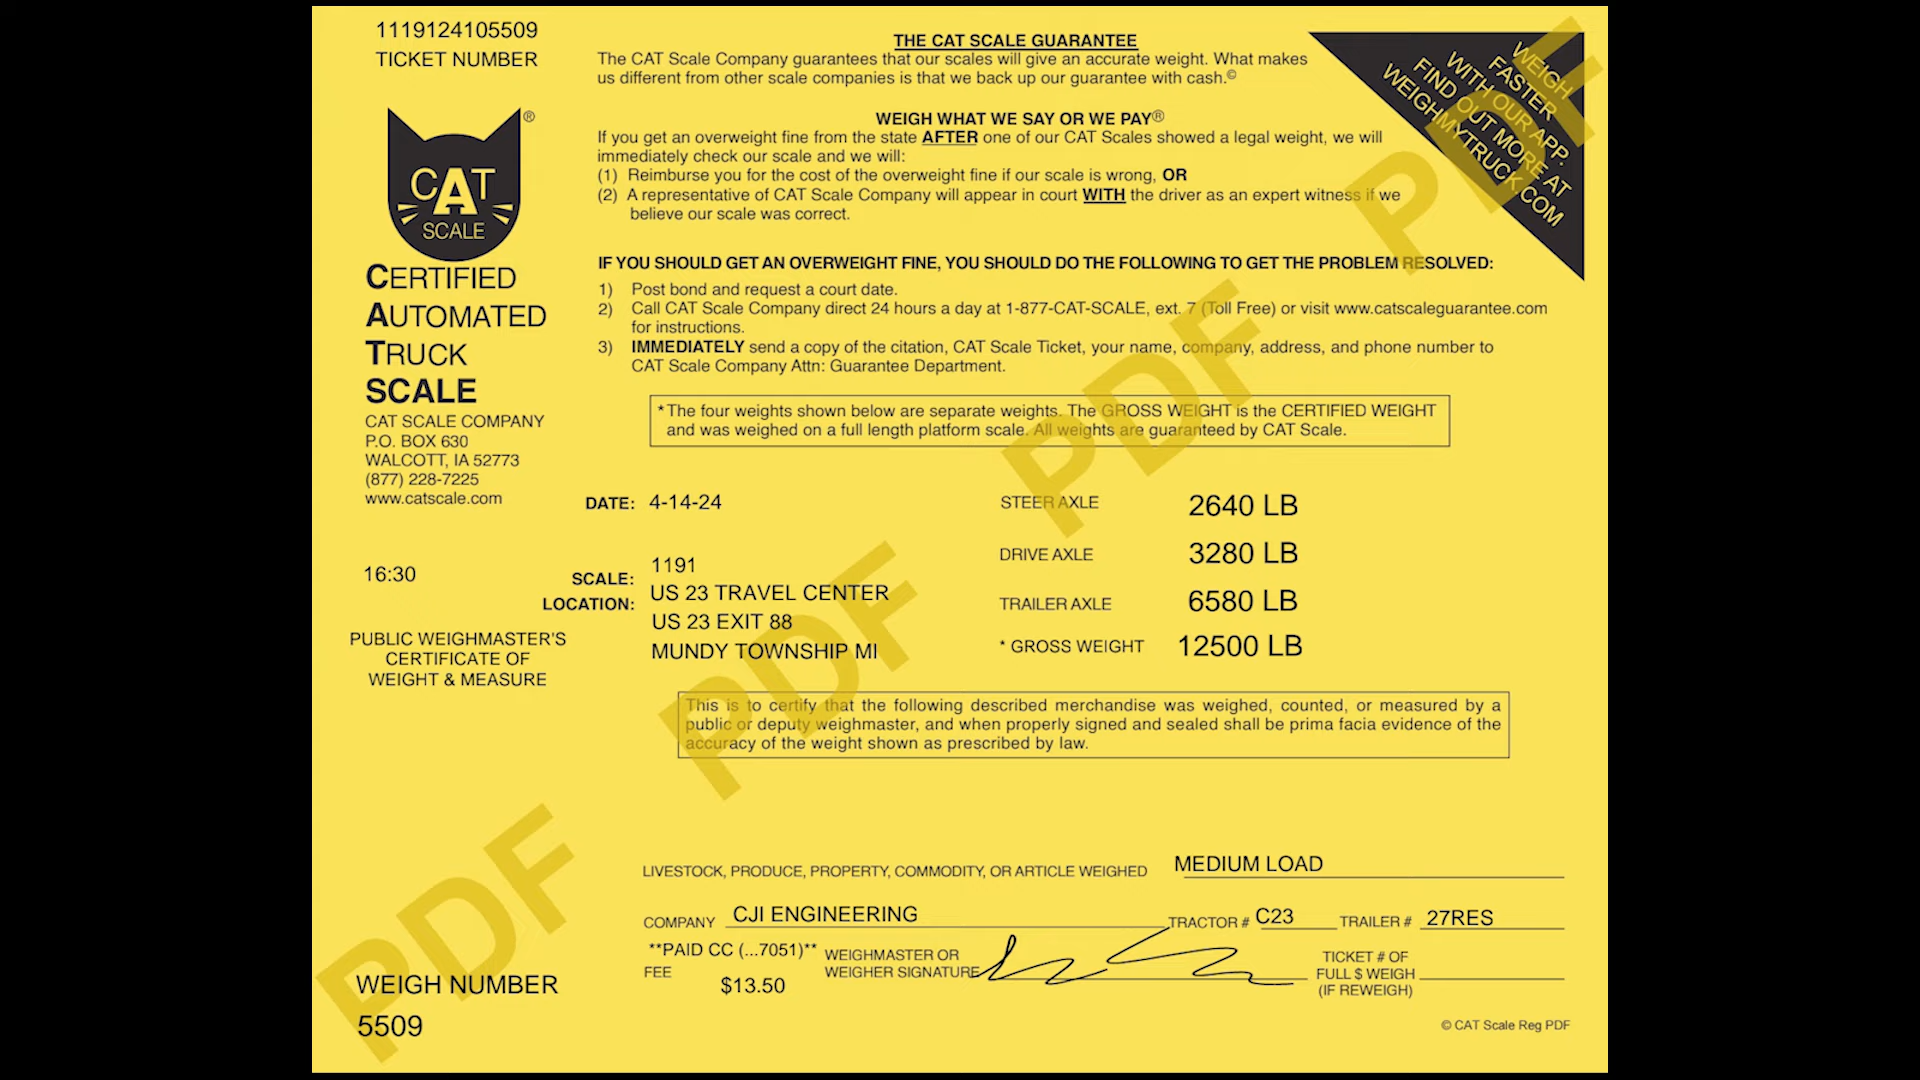 1119124105509
TICKET NUMBER
THE CAT SCALE GUARANTEE
The CAT Scale Company guarantees that our scales will give an accurate weight. What makes
us different from other scale companies is that we back up our guarantee with cash.©
WEIGH WHAT WE SAY OR WE PAY®
If you get an overweight fine from the state AFTER one of our CAT Scales showed a legal weight, we will
immediately check our scale and we will:
(1) Reimburse you for the cost of the overweight fine if our scale is wrong, OR
(2) A representative of CAT Scale Company will appear in court WITH the driver as an expert witness if we
believe our scale was correct.
WEIGH
FASTER
WITH OUR APP.
FIND OUT MORE AT
WEIGHMYTRUCK.COM
CAT
SCALE
®
CERTIFIED
AUTOMATED
TRUCK
SCALE
CAT SCALE COMPANY
P.O. BOX 630
WALCOTT, IA 52773
(877) 228-7225
www.catscale.com
IF YOU SHOULD GET AN OVERWEIGHT FINE, YOU SHOULD DO THE FOLLOWING TO GET THE PROBLEM RESOLVED:
1) Post bond and request a court date.
2) Call CAT Scale Company direct 24 hours a day at 1-877-CAT-SCALE, ext. 7 (Toll Free) or visit www.catscaleguarantee.com
for instructions.
3) IMMEDIATELY send a copy of the citation, CAT Scale Ticket, your name, company, address, and phone number to
CAT Scale Company Attn: Guarantee Department.
*The four weights shown below are separate weights. The GROSS WEIGHT is the CERTIFIED WEIGHT
and was weighed on a full length platform scale. All weights are guaranteed by CAT Scale.
DATE: 4-14-24
16:30
SCALE: 1191
LOCATION: US 23 TRAVEL CENTER
US 23 EXIT 88
MUNDY TOWNSHIP MI
STEER AXLE 2640 LB
DRIVE AXLE 3280 LB
TRAILER AXLE 6580 LB
* GROSS WEIGHT 12500 LB
PUBLIC WEIGHMASTER'S
CERTIFICATE OF
WEIGHT & MEASURE
This is to certify that the following described merchandise was weighed, counted, or measured by a
public or deputy weighmaster, and when properly signed and sealed shall be prima facia evidence of the
accuracy of the weight shown as prescribed by law.
LIVESTOCK, PRODUCE, PROPERTY, COMMODITY, OR ARTICLE WEIGHED MEDIUM LOAD
COMPANY CJI ENGINEERING TRACTOR # C23 TRAILER # 27RES
**PAID CC (...7051)**
FEE $13.50
WEIGHMASTER OR
WEIGHER SIGNATURE
TICKET # OF
FULL $ WEIGH
(IF REWEIGH)
WEIGH NUMBER
5509
© CAT Scale Reg PDF
PDF
PDF
PDF
PDF
PDF